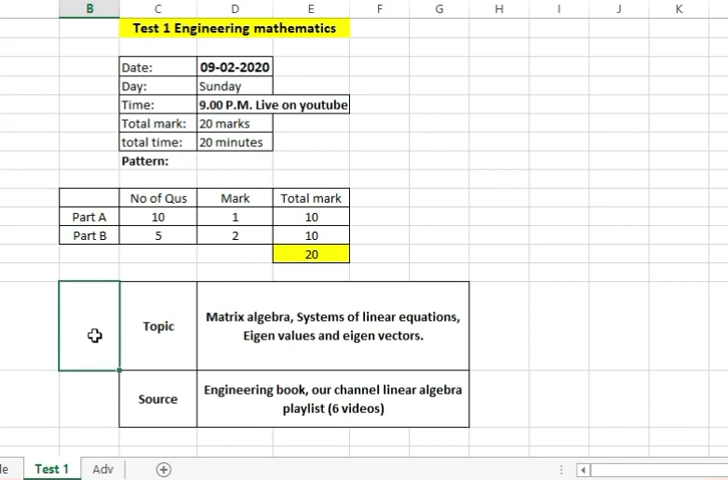 B C D E F G H I J K
Test 1 Engineering mathematics
Date: 09-02-2020
Day: Sunday
Time: 9.00 P.M. Live on youtube
Total mark: 20 marks
total time: 20 minutes
Pattern:
No of Qus Mark Total mark
Part A 10 1 10
Part B 5 2 10
20
Topic
Matrix algebra, Systems of linear equations,
Eigen values and eigen vectors.
Source
Engineering book, our channel linear algebra
playlist (6 videos)
Test 1 Adv